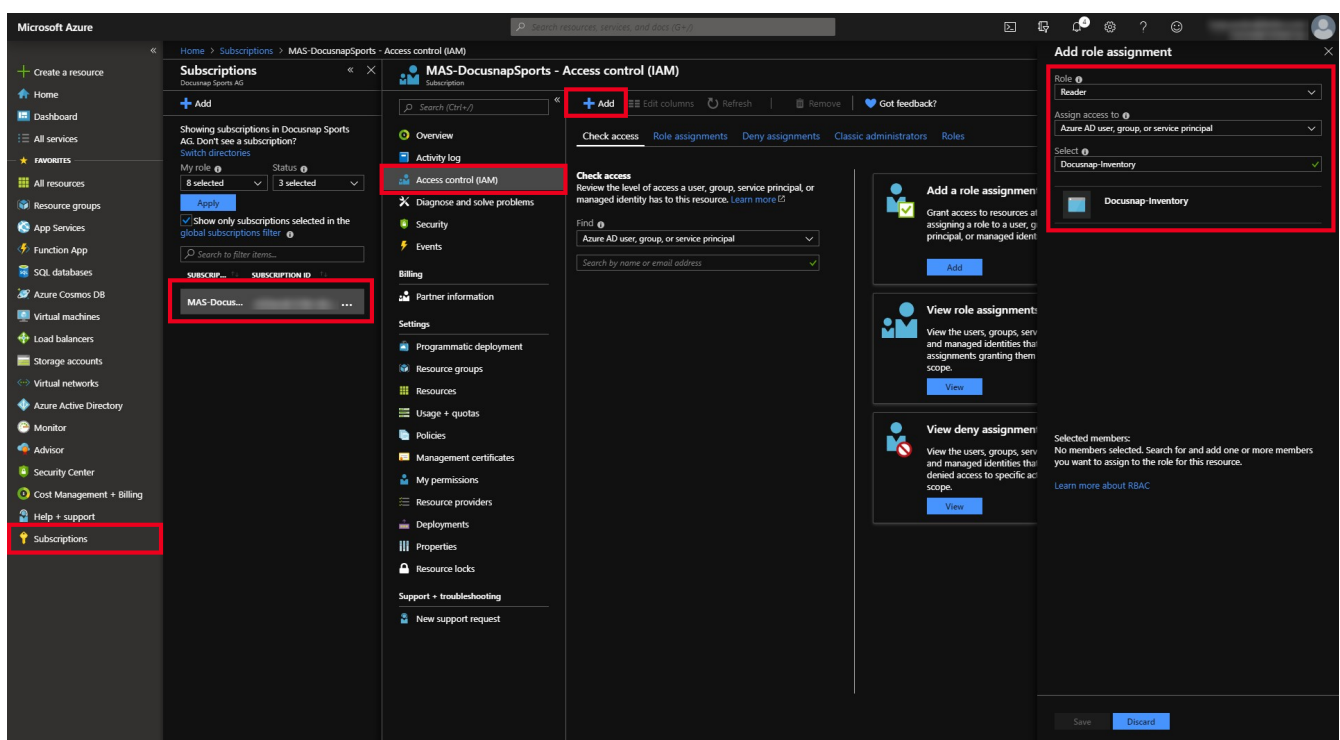 Microsoft Azure
Search resources, services, and docs (G+/)
4
«
Create a resource
Home
Dashboard
All services
FAVORITES
All resources
Resource groups
App Services
Function App
SQL databases
Azure Cosmos DB
Virtual machines
Load balancers
Storage accounts
Virtual networks
Azure Active Directory
Monitor
Advisor
Security Center
Cost Management + Billing
Help + support
Subscriptions
Home > Subscriptions > MAS-DocusnapSports - Access control (IAM)
Subscriptions
Docusnap Sports AG
Add
Showing subscriptions in Docusnap Sports
AG. Don't see a subscription?
Switch directories
My role Status
8 selected 3 selected
Apply
Show only subscriptions selected in the
global subscriptions filter
Search to filter items...
SUBSCRIP... SUBSCRIPTION ID
MAS-Docus... ...
MAS-DocusnapSports - Access control (IAM)
Subscription
Search (Ctrl+/)
Overview
Activity log
Access control (IAM)
Diagnose and solve problems
Security
Events
Billing
Partner information
Settings
Programmatic deployment
Resource groups
Resources
Usage + quotas
Policies
Management certificates
My permissions
Resource providers
Deployments
Properties
Resource locks
Support + troubleshooting
New support request
Add Edit columns Refresh Remove Got feedback?
Check access Role assignments Deny assignments Classic administrators Roles
Check access
Review the level of access a user, group, service principal, or
managed identity has to this resource. Learn more
Find
Azure AD user, group, or service principal
Search by name or email address
Add a role assignment
Grant access to resources at
assigning a role to a user, g
principal, or managed ident
Add
View role assignments
View the users, groups, serv
and managed identities that
assignments granting them
scope.
View
View deny assignment
View the users, groups, serv
and managed identities that
denied access to specific act
scope.
View
Add role assignment
Role
Reader
Assign access to
Azure AD user, group, or service principal
Select
Docusnap-Inventory
Docusnap-Inventory
Selected members:
No members selected. Search for and add one or more members
you want to assign to the role for this resource.
Learn more about RBAC
Save Discard